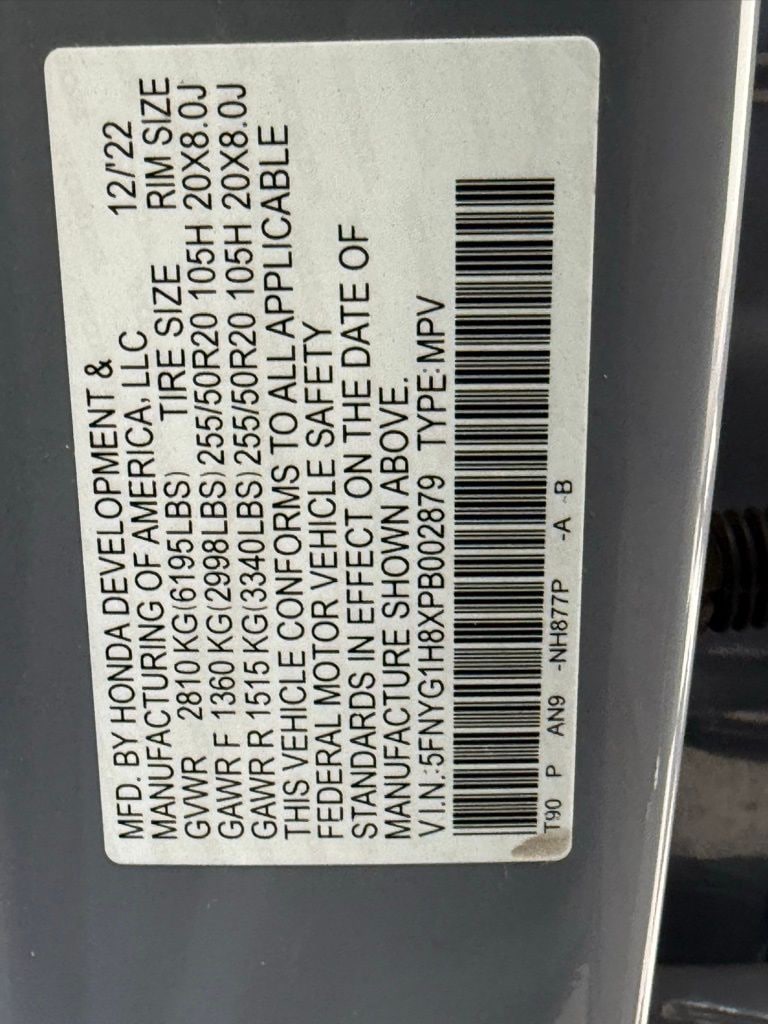 MFD. BY HONDA DEVELOPMENT &
MANUFACTURING OF AMERICA, LLC 12/'22
GVWR 2810 KG(6195LBS) TIRE SIZE RIM SIZE
GAWR F 1360 KG(2998LBS) 255/50R20 105H 20X8.0J
GAWR R 1515 KG(3340LBS) 255/50R20 105H 20X8.0J
THIS VEHICLE CONFORMS TO ALL APPLICABLE
FEDERAL MOTOR VEHICLE SAFETY
STANDARDS IN EFFECT ON THE DATE OF
MANUFACTURE SHOWN ABOVE.
V.I.N.:5FNYG1H8XPB002879 TYPE:MPV
T90 P AN9 -NH877P -A -B